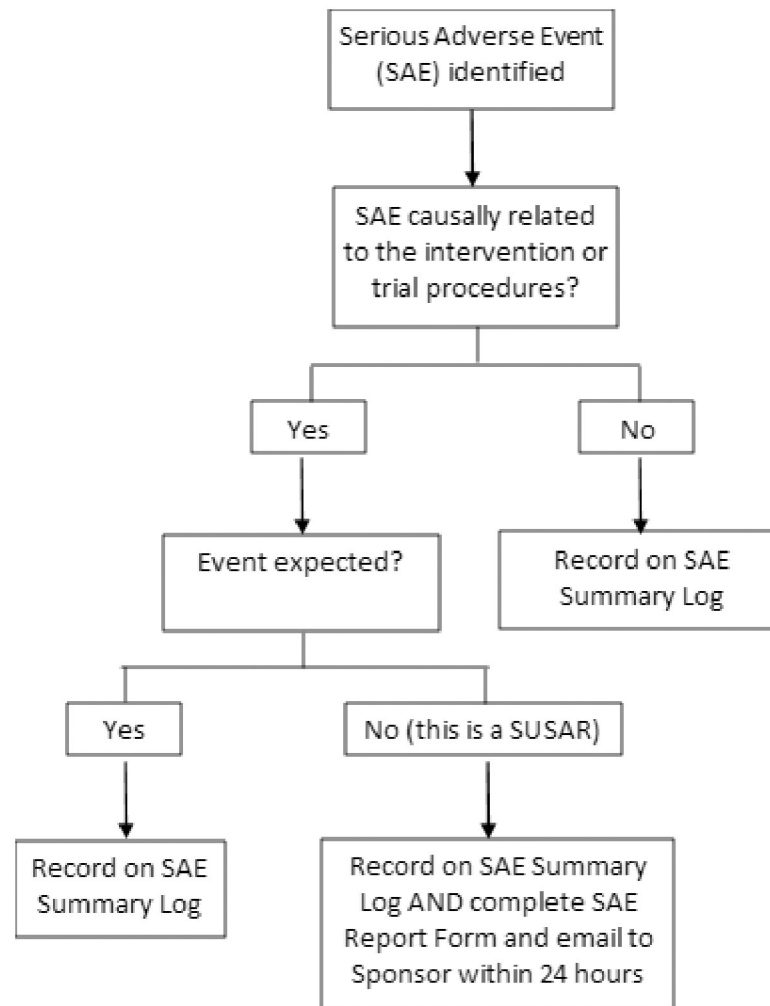 Serious Adverse Event
(SAE) identified
SAE causally related
to the intervention or
trial procedures?
Yes
No
Event expected?
Record on SAE
Summary Log
Yes
No (this is a SUSAR)
Record on SAE
Summary Log
Record on SAE Summary
Log AND complete SAE
Report Form and email to
Sponsor within 24 hours